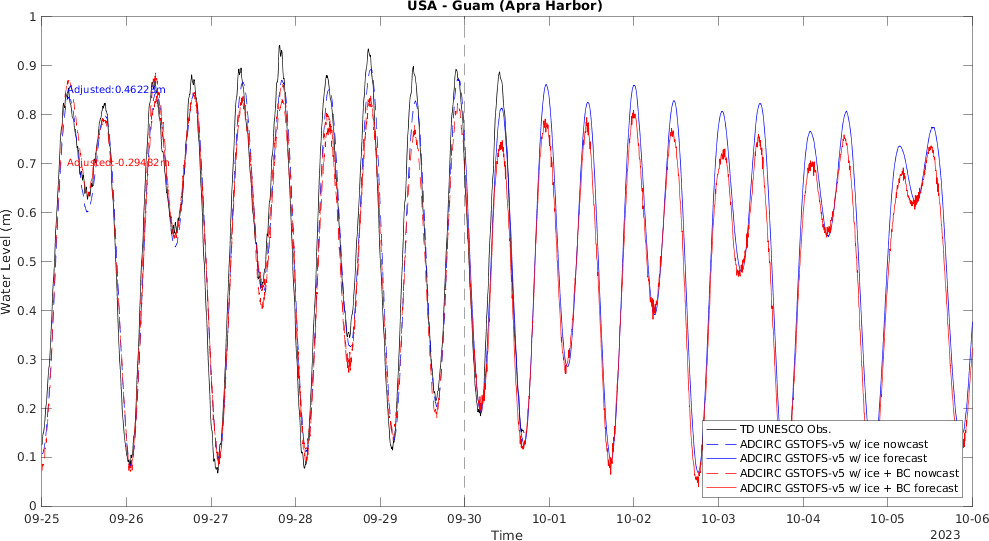 USA - Guam (Apra Harbor)
1
0.9
0.8
0.7
0.6
0.5
0.4
0.3
0.2
0.1
0
Water Level (m)
Adjusted:-0.29482m
TD UNESCO Obs.
ADCIRC GSTOFS-v5 w/ ice nowcast
ADCIRC GSTOFS-v5 w/ ice forecast
ADCIRC GSTOFS-v5 w/ ice + BC nowcast
ADCIRC GSTOFS-v5 w/ ice + BC forecast
09-25 09-26 09-27 09-28 09-29 09-30 10-01 10-02 10-03 10-04 10-05 10-06
Time
2023